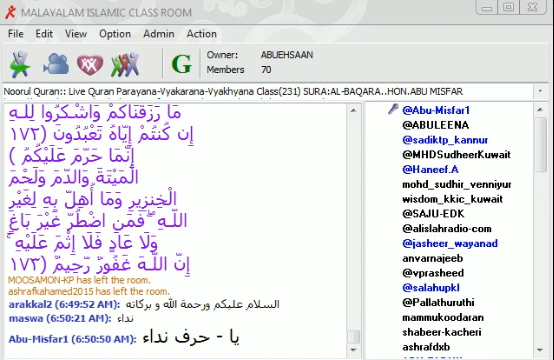 MALAYALAM ISLAMIC CLASS ROOM
File Edit View Option Admin Action
G
Owner: ABUEHSAAN
Members 70
Noorul Quran:: Live Quran Parayana-Vyakarana-Vyakhyana Class(231) SURA:AL-BAQARA..HON.ABU MISFAR
مَا رَزَقْنَاكُمْ وَاشْكُرُوا لِلَّهِ
إِن كُنتُمْ إِيَّاهُ تَعْبُدُونَ ﴿١٧٢
إِنَّمَا حَرَّمَ عَلَيْكُمُ ﴾
الْمَيْتَةَ وَالدَّمَ وَلَحْمَ
الْخِنزِيرِ وَمَا أُهِلَّ بِهِ لِغَيْرِ
اللَّـهِ ۖ فَمَنِ اضْطُرَّ غَيْرَ بَاغٍ
وَلَا عَادٍ فَلَا إِثْمَ عَلَيْهِ ۚ
إِنَّ اللَّـهَ غَفُورٌ رَّحِيمٌ ﴿١٧٣
MOOSAMON-KP has left the room.
ashrafkahamed2015 has left the room.
arakkal2 (6:49:52 AM): السلام عليكم ورحمة الله و بركاته
maswa (6:50:21 AM): نداء
Abu-Misfar1 (6:50:50 AM): يا - حرف نداء
@Abu-Misfar1
@ABULEENA
@sadiktp_kannur
@MHDSudheerKuwait
@Haneef.A
mohd_sudhir_venniyur
wisdom_kkic_kuwait
@SAJU-EDK
@alislahradio-com
@jasheer_wayanad
anvarnajeeb
@vprasheed
@salahupkl
@Pallathuruthi
mammukoodaran
shabeer-kacheri
ashrafdxb